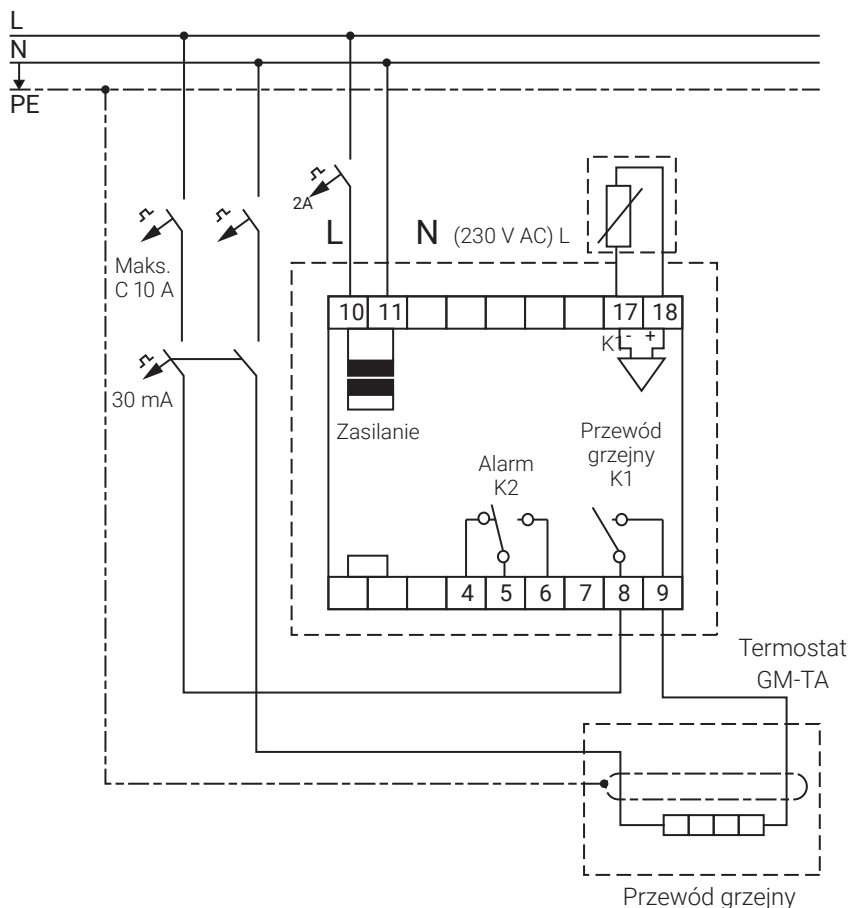 L
N
PE
2A
L N (230 V AC) L
Maks.
C 10 A
30 mA
10 11 17 18
K1 - +
Zasilanie
Alarm
K2
Przewód
grzejny
K1
4 5 6 7 8 9
Termostat
GM-TA
Przewód grzejny